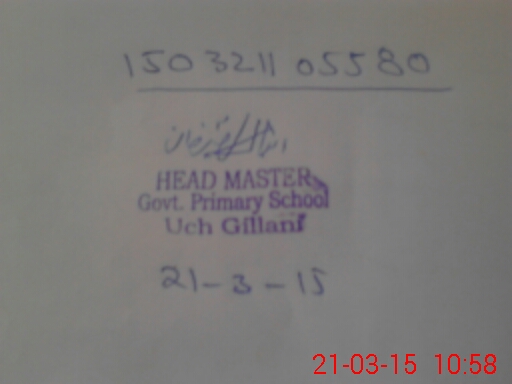 150321105580
HEAD MASTER
Govt. Primary School
Uch Gillani
21-3-15
21-03-15 10:58